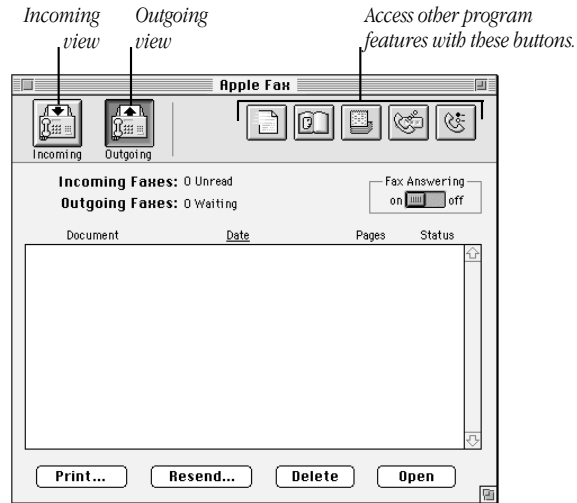 Incoming view
Outgoing view
Access other program features with these buttons.
Apple Fax
Incoming
Outgoing
Incoming Faxes: 0 Unread
Outgoing Faxes: 0 Waiting
Fax Answering
on off
Document Date Pages Status
Print... Resend... Delete Open